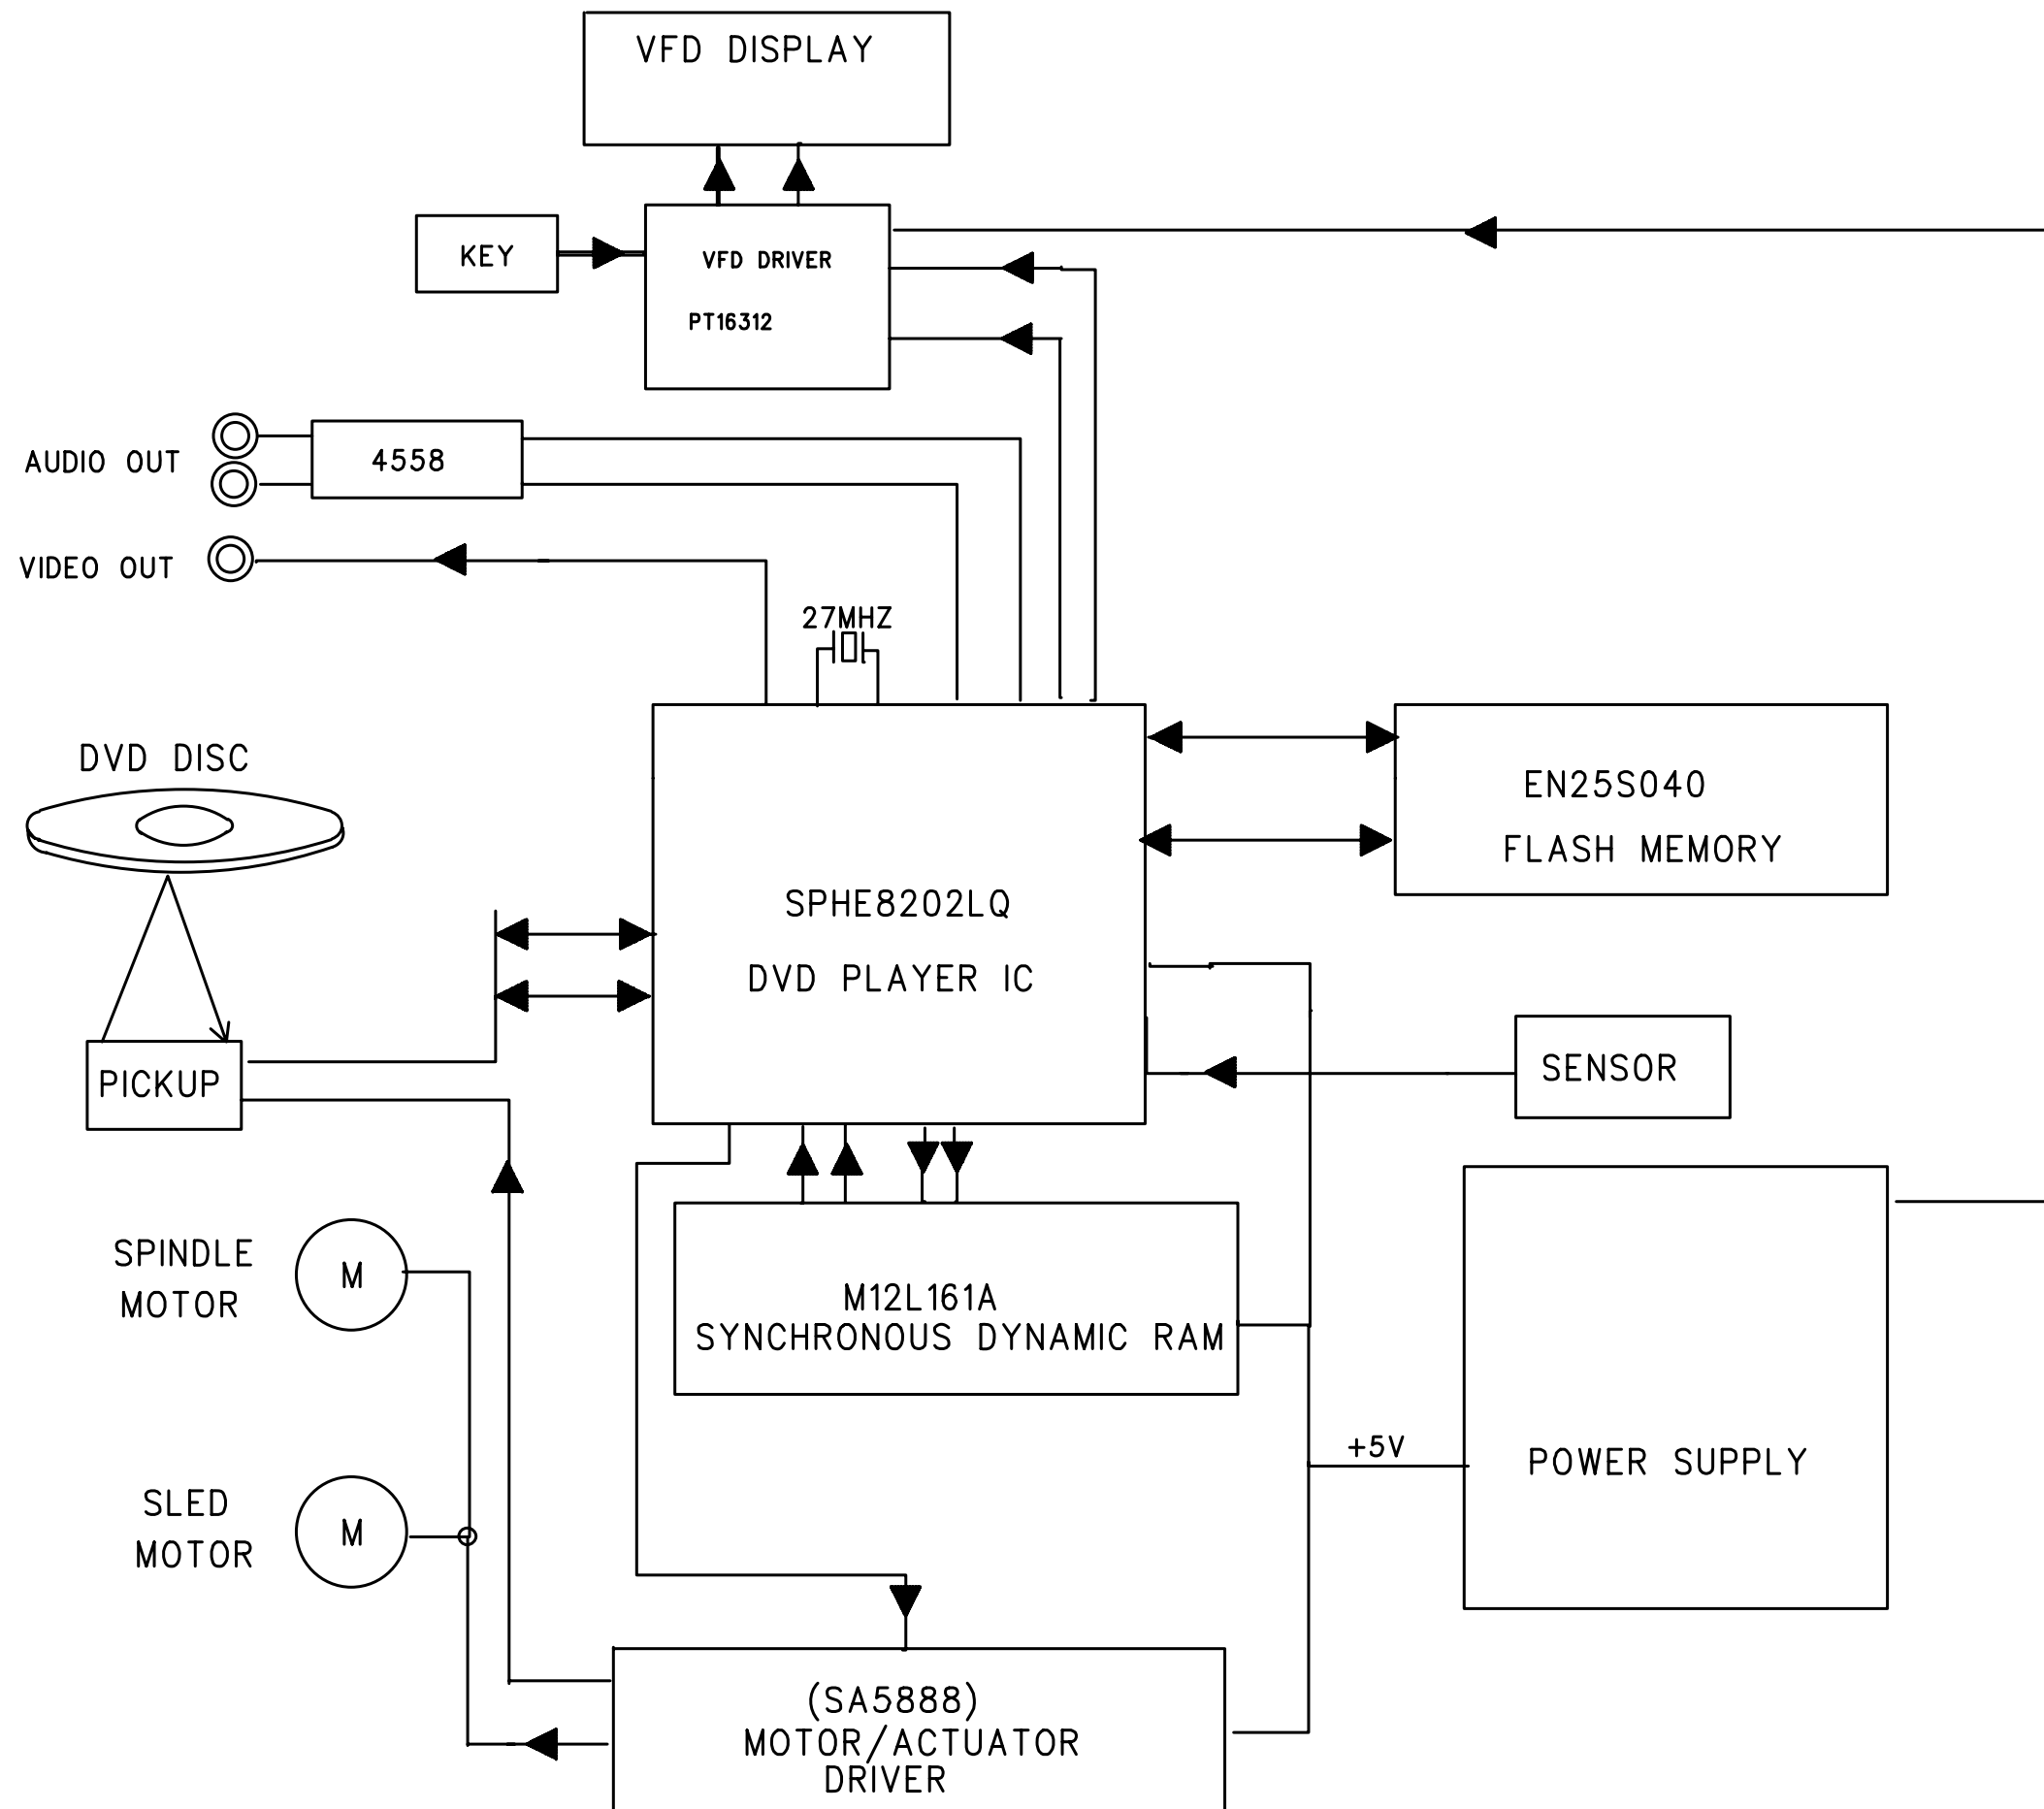 VFD DISPLAY
KEY
VFD DRIVER
PT16312
AUDIO OUT
4558
VIDEO OUT
27MHZ
DVD DISC
EN25S040
FLASH MEMORY
SPHE8202LQ
DVD PLAYER IC
PICKUP
SENSOR
SPINDLE
MOTOR
M
M12L161A
SYNCHRONOUS DYNAMIC RAM
+5V
POWER SUPPLY
SLED
MOTOR
M
(SA5888)
MOTOR/ACTUATOR
DRIVER